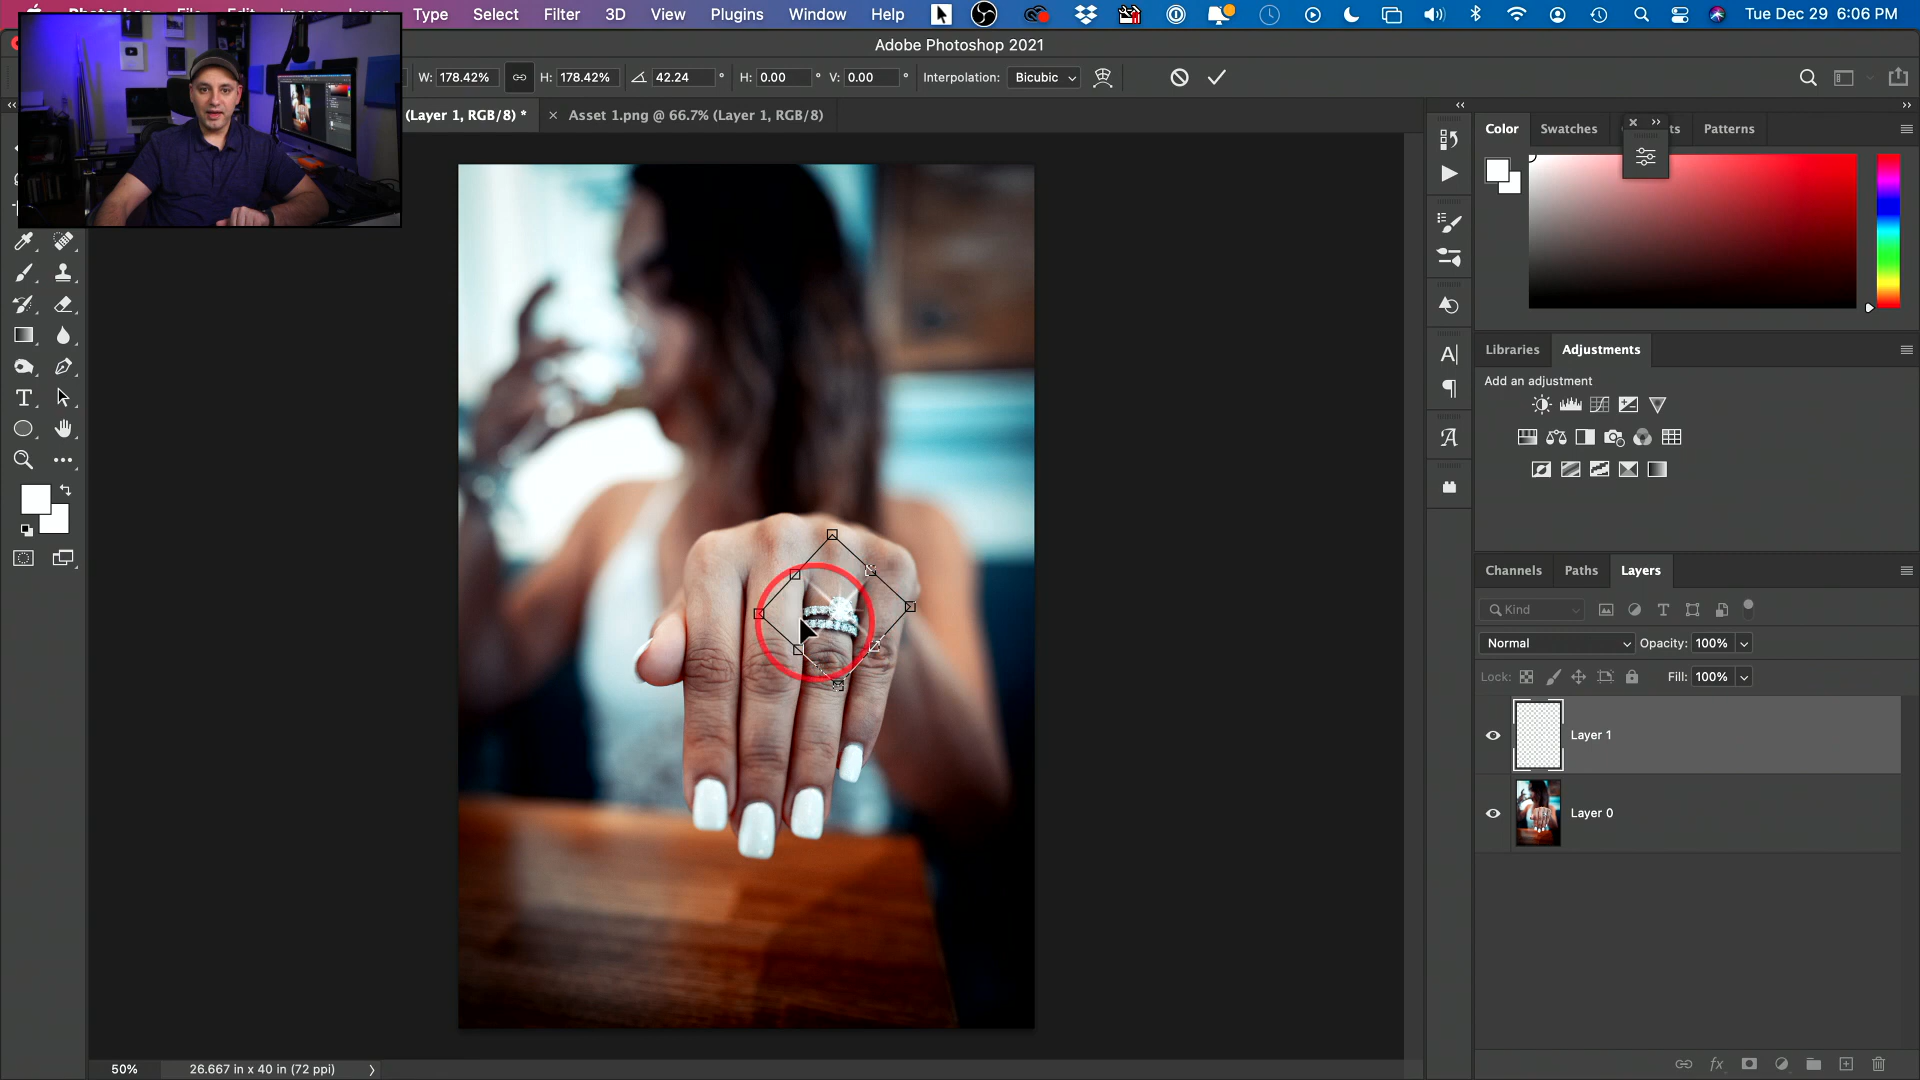 Type Select Filter 3D View Plugins Window Help Tue Dec 29 6:06 PM
Adobe Photoshop 2021
W: 178.42% H: 178.42% 42.24 ° H: 0.00 ° V: 0.00 ° Interpolation: Bicubic
(Layer 1, RGB/8) * × Asset 1.png @ 66.7% (Layer 1, RGB/8)
Color Swatches Patterns
Libraries Adjustments
Add an adjustment
Channels Paths Layers
Kind
Normal Opacity: 100%
Lock: Fill: 100%
Layer 1
Layer 0
50% 26.667 in x 40 in (72 ppi)